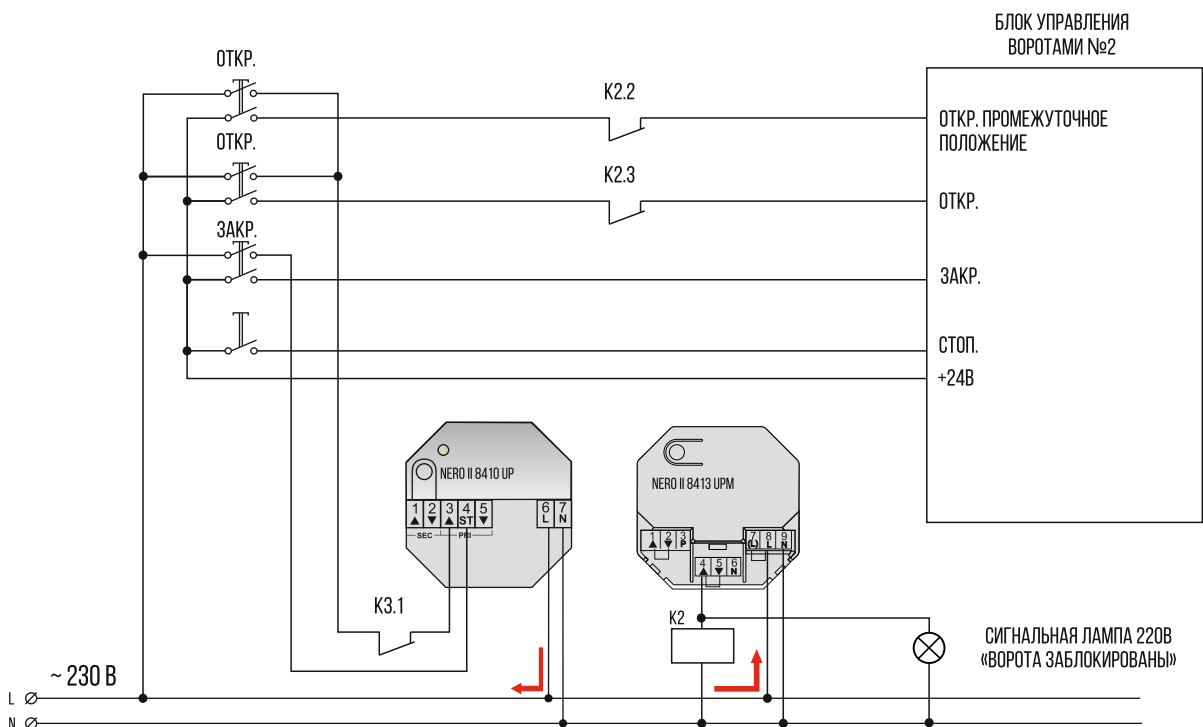 БЛОК УПРАВЛЕНИЯ
ВОРОТАМИ №2
ОТКР.
K2.2
ОТКР. ПРОМЕЖУТОЧНОЕ
ПОЛОЖЕНИЕ
ОТКР.
K2.3
ОТКР.
ЗАКР.
ЗАКР.
СТОП.
+24В
NERO II 8410 UP
1 2 3 4 5 6 7
▲ ▼ ▲ ST ▼ L N
SEC PRI
NERO II 8413 UPM
1 2 3 7 8 9
▲ ▼ P (L) L N
4 5 6
▲ ▼ N
K3.1
K2
СИГНАЛЬНАЯ ЛАМПА 220В
«ВОРОТА ЗАБЛОКИРОВАНЫ»
~ 230 В
L
N